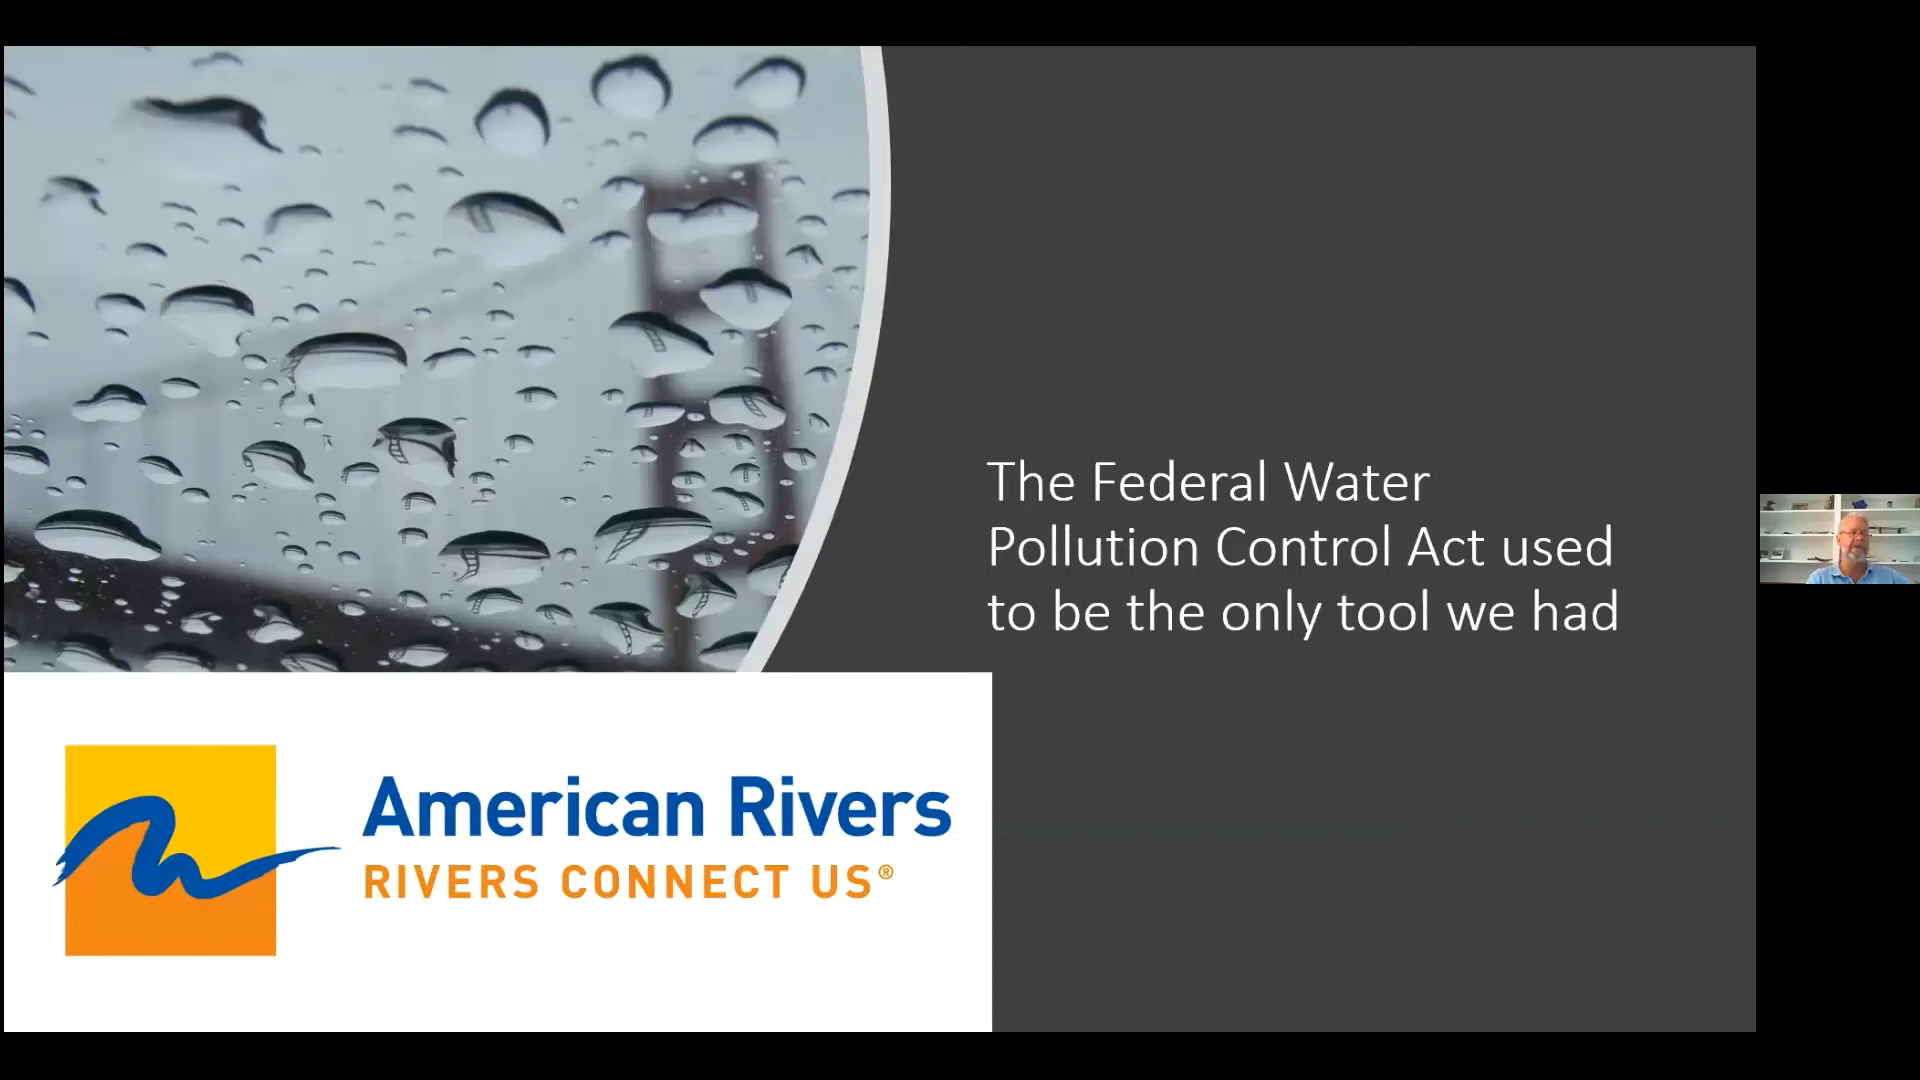 The Federal Water
Pollution Control Act used
to be the only tool we had
American Rivers
RIVERS CONNECT US®